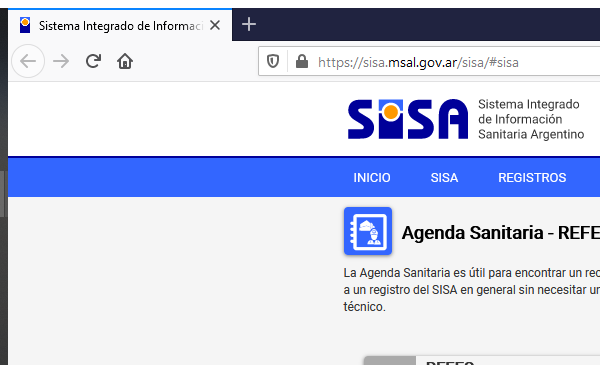 Sistema Integrado de Informaci
https://sisa.msal.gov.ar/sisa/#sisa
SISA
Sistema Integrado
de Información
Sanitaria Argentino
INICIO SISA REGISTROS
Agenda Sanitaria - REFE
La Agenda Sanitaria es útil para encontrar un rec
a un registro del SISA en general sin necesitar un
técnico.
REFES